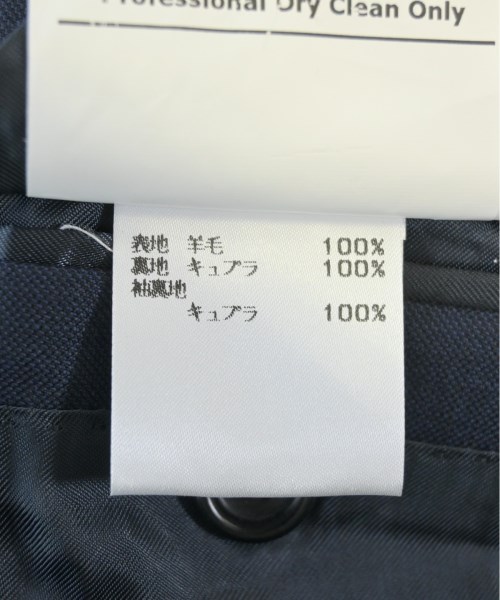 Professional Dry Clean Only
表地 羊毛 100%
裏地 キュプラ 100%
袖裏地
キュプラ 100%